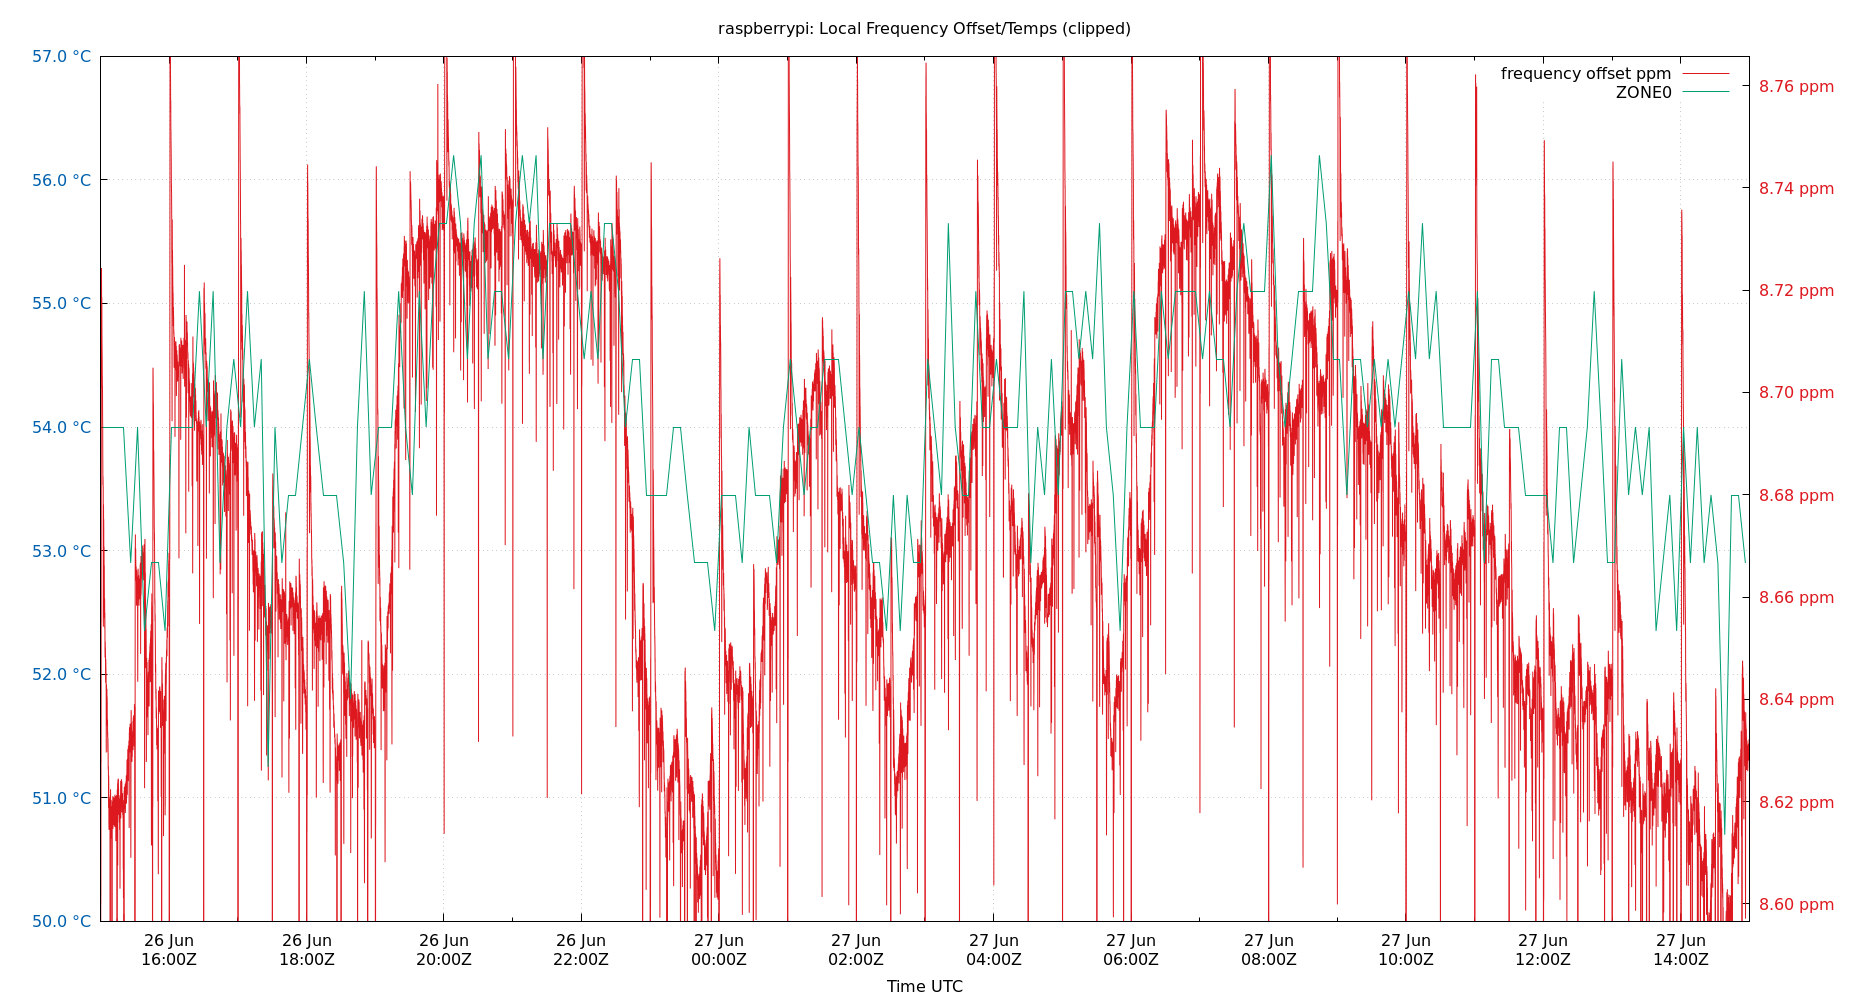 raspberrypi: Local Frequency Offset/Temps (clipped)
57.0 °C
56.0 °C
55.0 °C
54.0 °C
53.0 °C
52.0 °C
51.0 °C
50.0 °C
frequency offset ppm
ZONE0
8.76 ppm
8.74 ppm
8.72 ppm
8.70 ppm
8.68 ppm
8.66 ppm
8.64 ppm
8.62 ppm
8.60 ppm
26 Jun 26 Jun 26 Jun 26 Jun 27 Jun 27 Jun 27 Jun 27 Jun 27 Jun 27 Jun 27 Jun 27 Jun
16:00Z 18:00Z 20:00Z 22:00Z 00:00Z 02:00Z 04:00Z 06:00Z 08:00Z 10:00Z 12:00Z 14:00Z
Time UTC